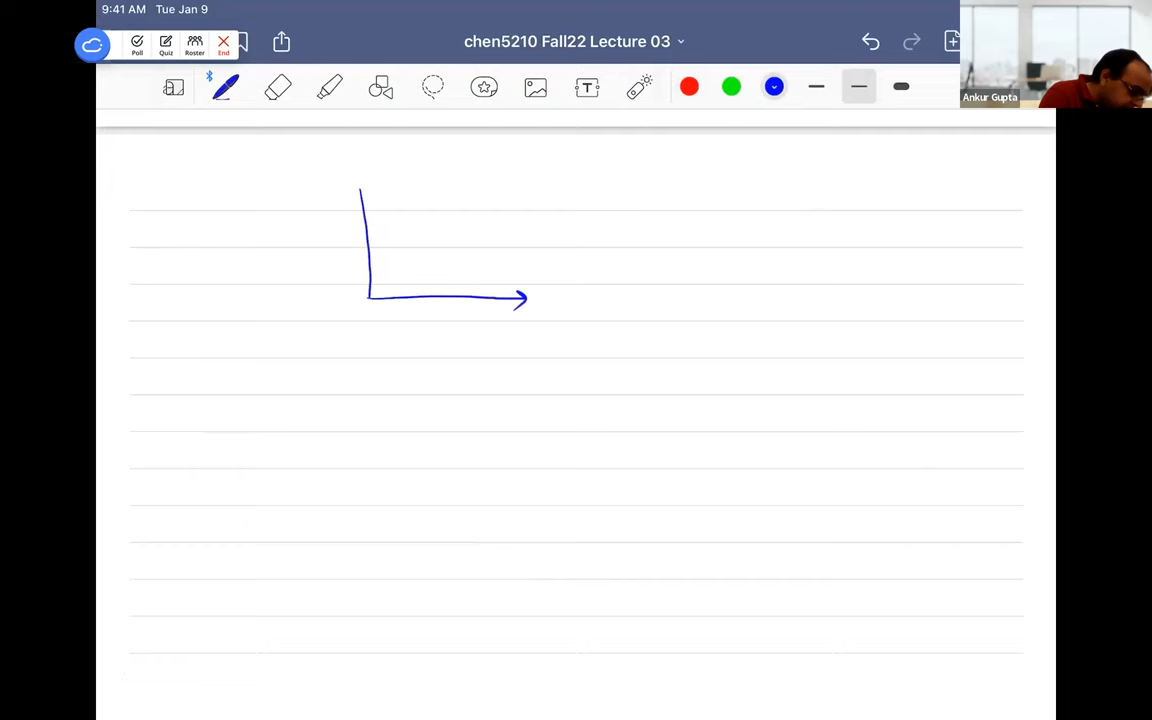 9:41 AM Tue Jan 9
Poll Quiz Roster End
chen5210 Fall22 Lecture 03
T
Ankur Gupta